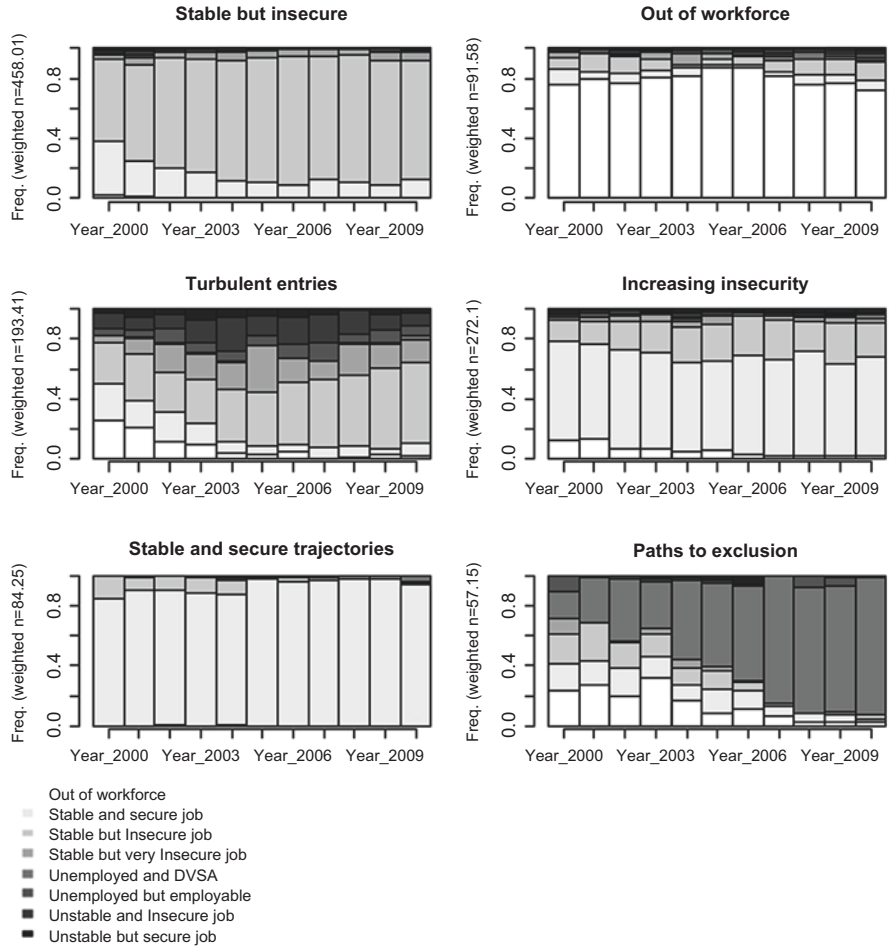 Stable but insecure
Freq. (weighted n=458.01)
0.0 0.4 0.8
Year_2000 Year_2003 Year_2006 Year_2009
Out of workforce
Freq. (weighted n=91.58)
0.0 0.4 0.8
Year_2000 Year_2003 Year_2006 Year_2009
Turbulent entries
Freq. (weighted n=193.41)
0.0 0.4 0.8
Year_2000 Year_2003 Year_2006 Year_2009
Increasing insecurity
Freq. (weighted n=272.1)
0.0 0.4 0.8
Year_2000 Year_2003 Year_2006 Year_2009
Stable and secure trajectories
Freq. (weighted n=84.25)
0.0 0.4 0.8
Year_2000 Year_2003 Year_2006 Year_2009
Paths to exclusion
Freq. (weighted n=57.15)
0.0 0.4 0.8
Year_2000 Year_2003 Year_2006 Year_2009
Out of workforce
Stable and secure job
Stable but Insecure job
Stable but very Insecure job
Unemployed and DVSA
Unemployed but employable
Unstable and Insecure job
Unstable but secure job